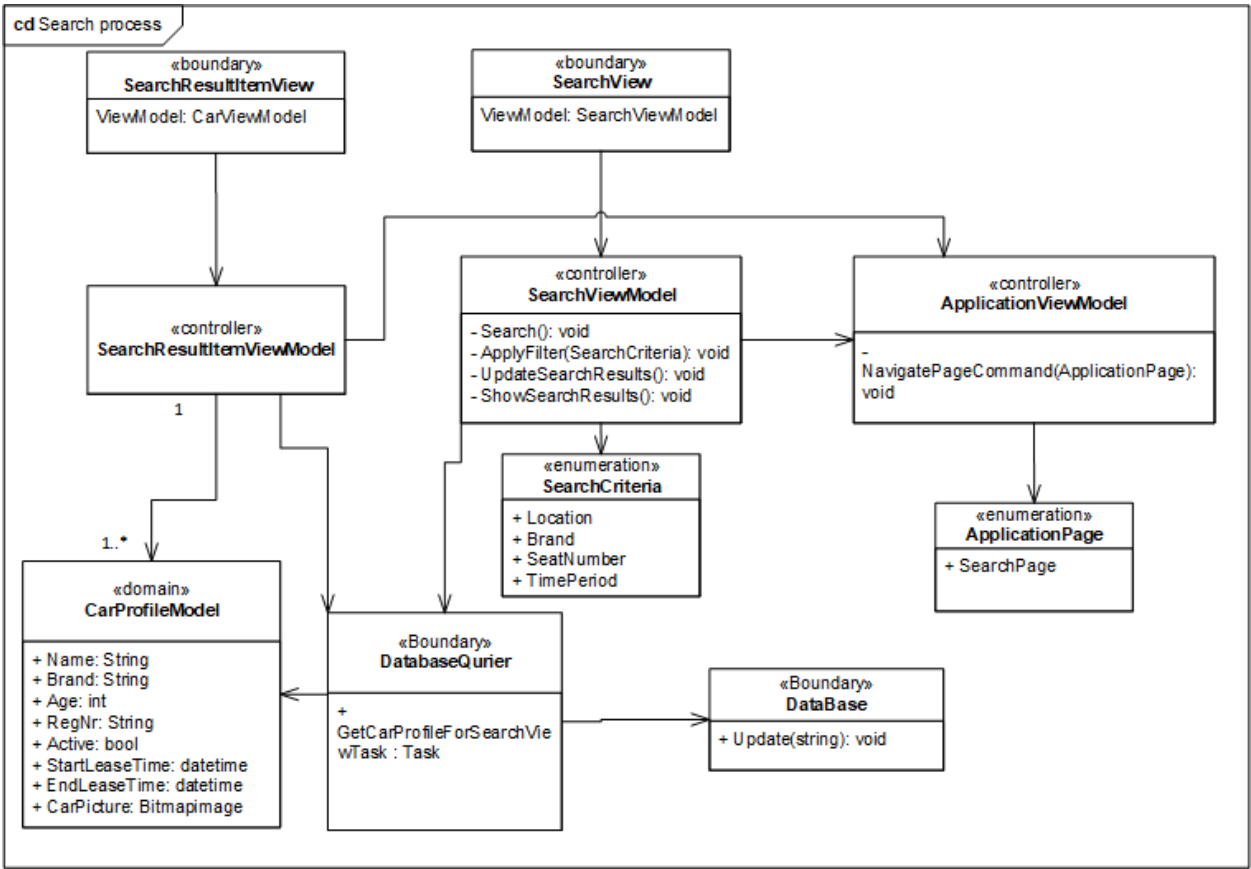 cd Search process
«boundary»
SearchResultItemView
ViewModel: CarViewModel
«boundary»
SearchView
ViewModel: SearchViewModel
«controller»
SearchResultItemViewModel
«controller»
SearchViewModel
- Search(): void
- ApplyFilter(SearchCriteria): void
- UpdateSearchResults(): void
- ShowSearchResults(): void
«controller»
ApplicationViewModel
-
NavigatePageCommand(ApplicationPage):
void
1
1..*
«enumeration»
SearchCriteria
+ Location
+ Brand
+ SeatNumber
+ TimePeriod
«enumeration»
ApplicationPage
+ SearchPage
«domain»
CarProfileModel
+ Name: String
+ Brand: String
+ Age: int
+ RegNr: String
+ Active: bool
+ StartLeaseTime: datetime
+ EndLeaseTime: datetime
+ CarPicture: Bitmapimage
«Boundary»
DatabaseQurier
+
GetCarProfileForSearchVie
wTask : Task
«Boundary»
DataBase
+ Update(string): void